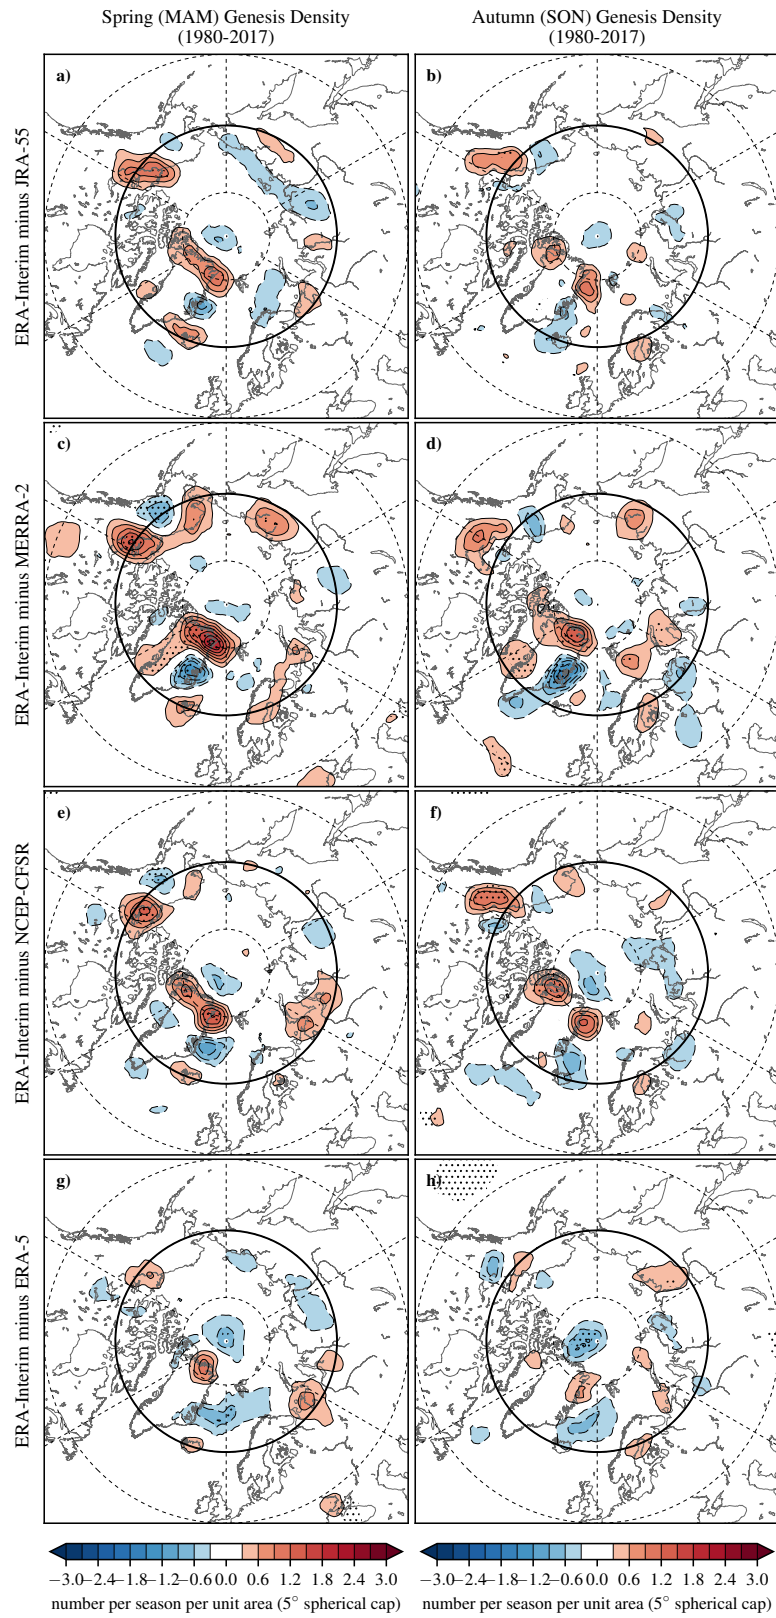 Spring (MAM) Genesis Density
(1980-2017)
Autumn (SON) Genesis Density
(1980-2017)
ERA-Interim minus JRA-55
a)
b)
ERA-Interim minus MERRA-2
c)
d)
ERA-Interim minus NCEP-CFSR
e)
f)
ERA-Interim minus ERA-5
g)
h)
−3.0 −2.4 −1.8 −1.2 −0.6 0.0 0.6 1.2 1.8 2.4 3.0
number per season per unit area (5° spherical cap)
−3.0 −2.4 −1.8 −1.2 −0.6 0.0 0.6 1.2 1.8 2.4 3.0
number per season per unit area (5° spherical cap)